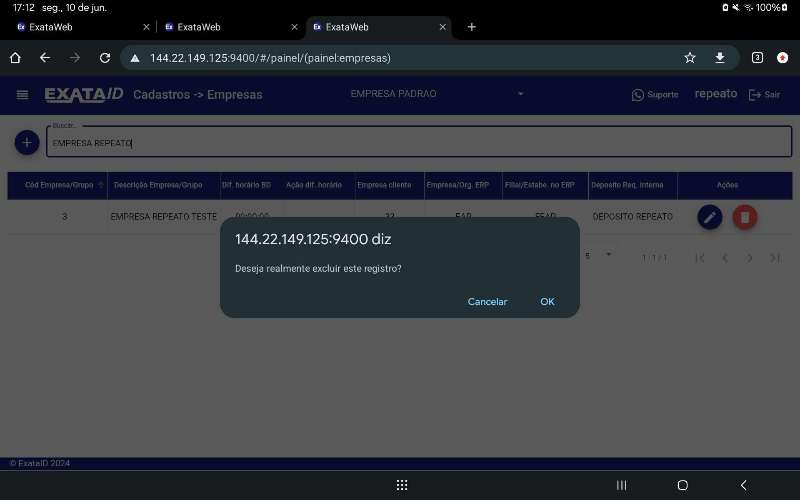 17:12 seg., 10 de jun. 100%
ExataWeb
ExataWeb
ExataWeb
144.22.149.125:9400/#/painel/(painel:empresas)
3
EXATAID Cadastros -> Empresas EMPRESA PADRAO Suporte repeato Sair
Buscar..
EMPRESA REPEATO
Cód Empresa/Grupo Descrição Empresa/Grupo Dif. horário BD Ação dif. horário Empresa cliente Empresa/Org. ERP Filial/Estabe. no ERP Deposito Req. Interna Ações
3 EMPRESA REPEATO TESTE 00:00:00 33 DEPOSITO REPEATO
144.22.149.125:9400 diz
Deseja realmente excluir este registro?
Cancelar OK
5 1-1 / 1
© ExataID 2024